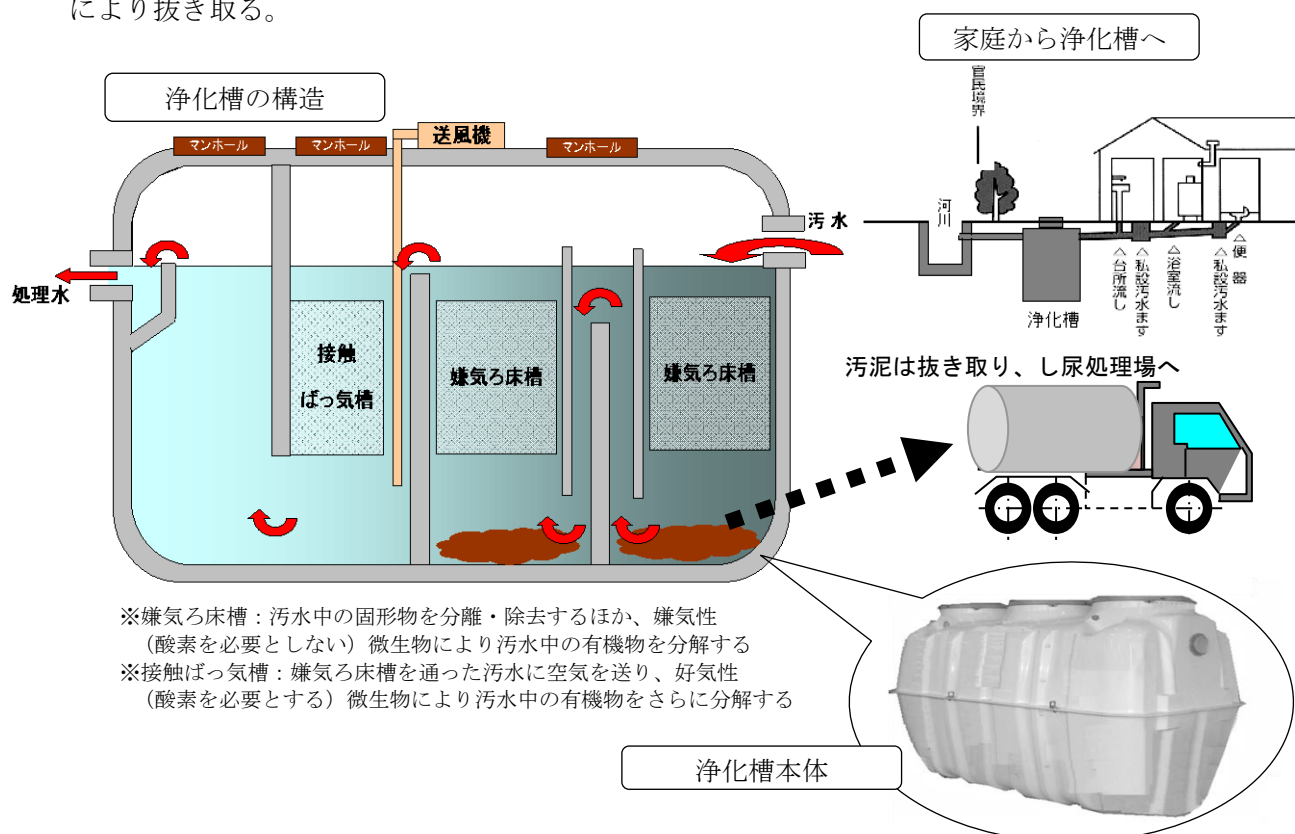 により抜き取る。
家庭から浄化槽へ
浄化槽の構造
官民境界
マンホール
マンホール
送風機
マンホール
汚水
河川
処理水
接触
ばっ気槽
嫌気ろ床槽
嫌気ろ床槽
△台所流し
△私設汚水ます
△浴室流し
△私設汚水ます
△便器
浄化槽
汚泥は抜き取り、し尿処理場へ
※嫌気ろ床槽：汚水中の固形物を分離・除去するほか、嫌気性
（酸素を必要としない）微生物により汚水中の有機物を分解する
※接触ばっ気槽：嫌気ろ床槽を通った汚水に空気を送り、好気性
（酸素を必要とする）微生物により汚水中の有機物をさらに分解する
浄化槽本体